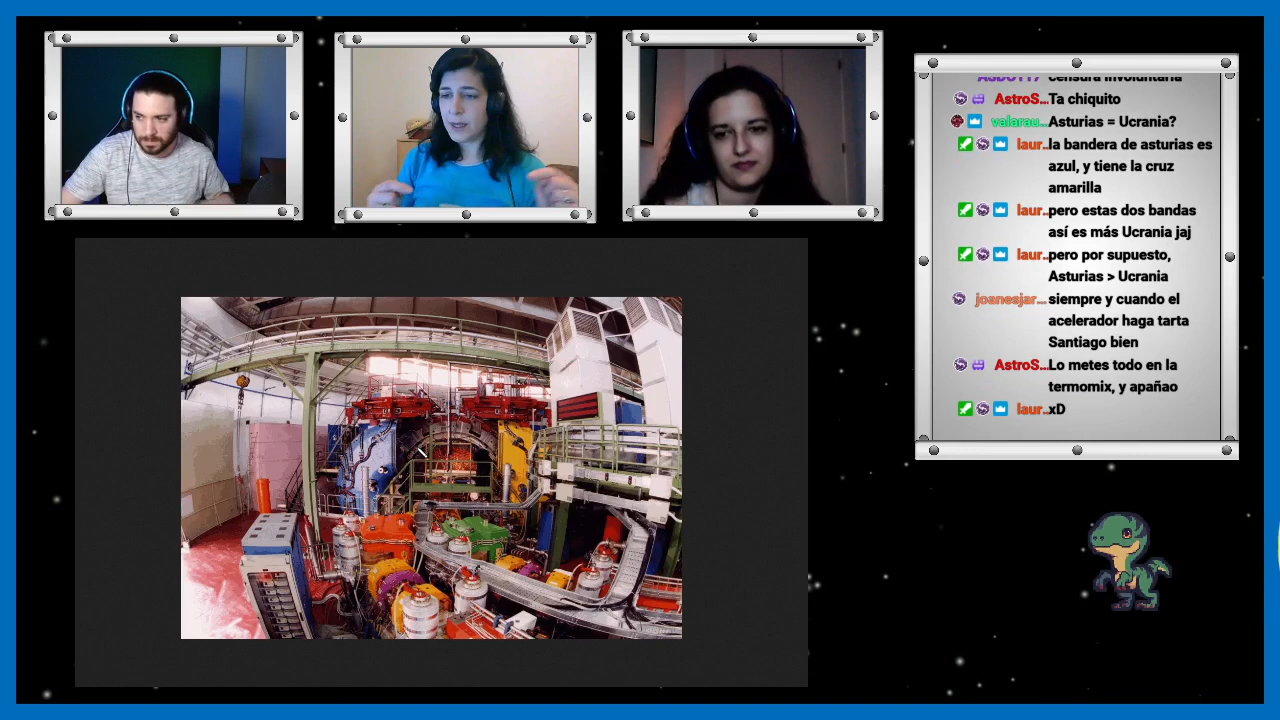 censura involuntaria
AstroS... Ta chiquito
valarau... Asturias = Ucrania?
laur.. la bandera de asturias es
azul, y tiene la cruz
amarilla
laur.. pero estas dos bandas
así es más Ucrania jaj
laur.. pero por supuesto,
Asturias > Ucrania
joanesjar... siempre y cuando el
acelerador haga tarta
Santiago bien
AstroS... Lo metes todo en la
termomix, y apañao
laur.. xD